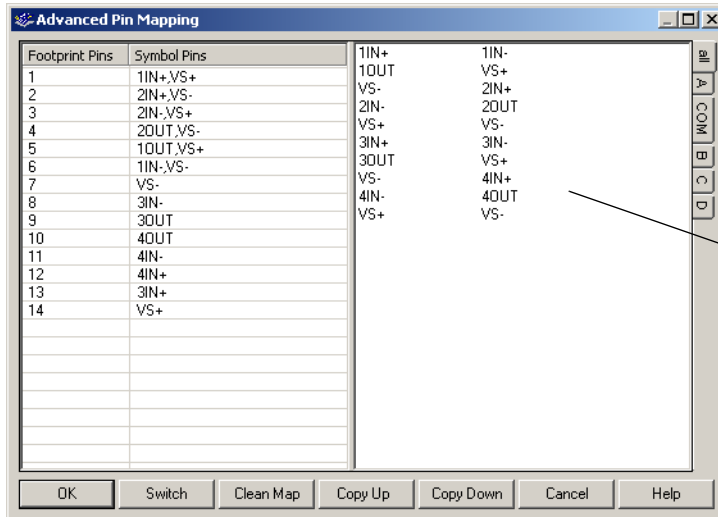 Advanced Pin Mapping
Footprint Pins Symbol Pins
1 1IN+,VS+
2 2IN+,VS-
3 2IN-,VS+
4 2OUT,VS-
5 1OUT,VS+
6 1IN-,VS-
7 VS-
8 3IN-
9 3OUT
10 4OUT
11 4IN-
12 4IN+
13 3IN+
14 VS+
1IN+ 1IN-
1OUT VS+
VS- 2IN+
2IN- 2OUT
VS+ VS-
3IN+ 3IN-
3OUT VS+
VS- 4IN+
4IN- 4OUT
VS+ VS-
all
A
COM
B
C
D
OK Switch Clean Map Copy Up Copy Down Cancel Help